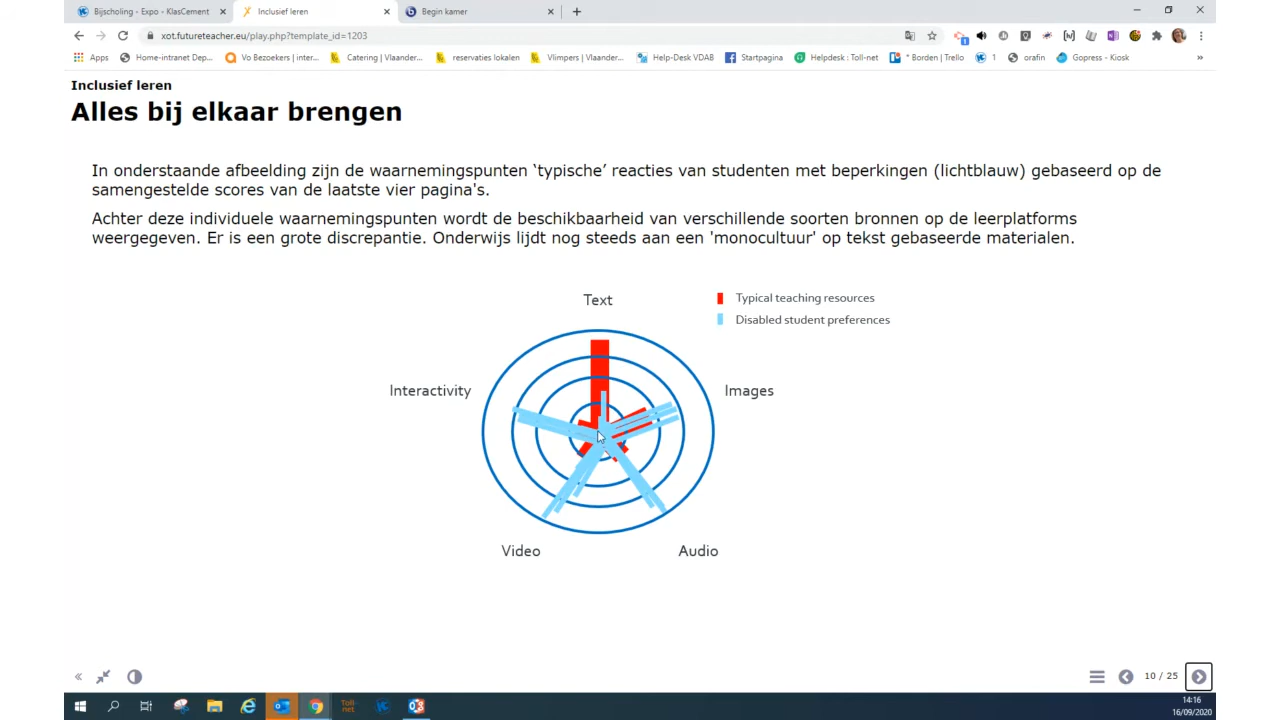 Bijscholing - Expo - KlasCement
Inclusief leren
Begin kamer
xot.futureteacher.eu/play.php?template_id=1203
Apps
Home-intranet Dep...
Vo Bezoekers | inter...
Catering | Vlaander...
reservaties lokalen
Vlimpers | Vlaander...
Help-Desk VDAB
Startpagina
Helpdesk : Toll-net
* Borden | Trello
1
orafin
Gopress - Kiosk
»
Inclusief leren
Alles bij elkaar brengen
In onderstaande afbeelding zijn de waarnemingspunten ‘typische’ reacties van studenten met beperkingen (lichtblauw) gebaseerd op de
samengestelde scores van de laatste vier pagina's.
Achter deze individuele waarnemingspunten wordt de beschikbaarheid van verschillende soorten bronnen op de leerplatforms
weergegeven. Er is een grote discrepantie. Onderwijs lijdt nog steeds aan een 'monocultuur' op tekst gebaseerde materialen.
Text
Typical teaching resources
Disabled student preferences
Interactivity
Images
Video
Audio
10 / 25
Toll-
net
14:16
16/09/2020